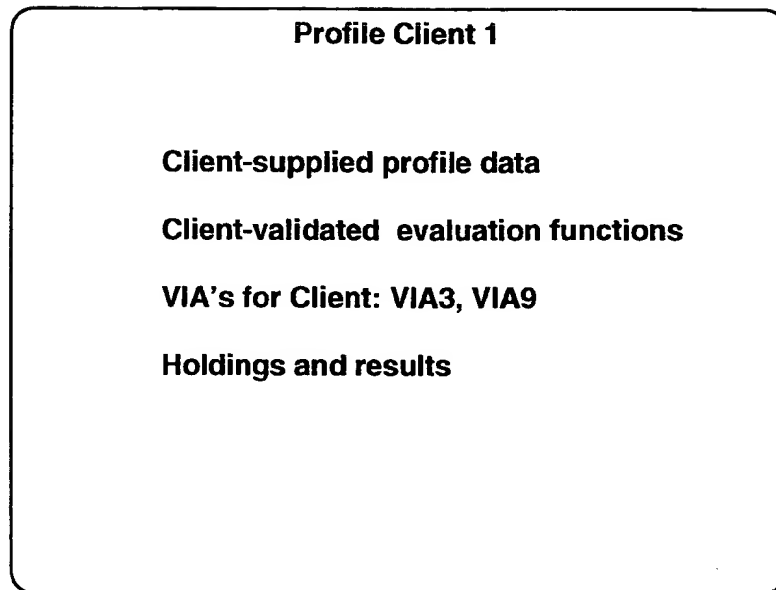 Profile Client 1
Client-supplied profile data
Client-validated evaluation functions
VIA's for Client: VIA3, VIA9
Holdings and results